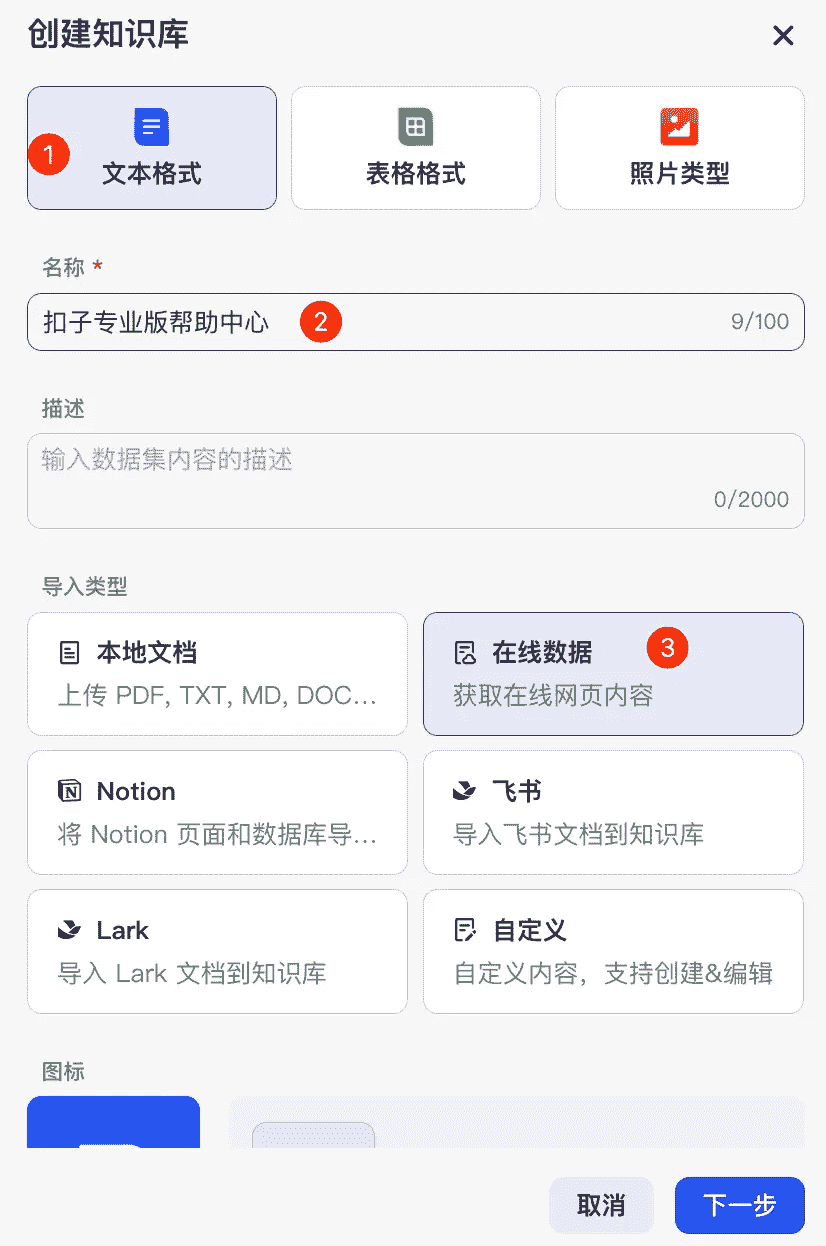 创建知识库
1
文本格式
表格格式
照片类型
名称 *
扣子专业版帮助中心 2 9/100
描述
输入数据集内容的描述
0/2000
导入类型
本地文档
上传 PDF, TXT, MD, DOC...
在线数据 3
获取在线网页内容
Notion
将 Notion 页面和数据库导...
飞书
导入飞书文档到知识库
Lark
导入 Lark 文档到知识库
自定义
自定义内容，支持创建&编辑
图标
取消
下一步